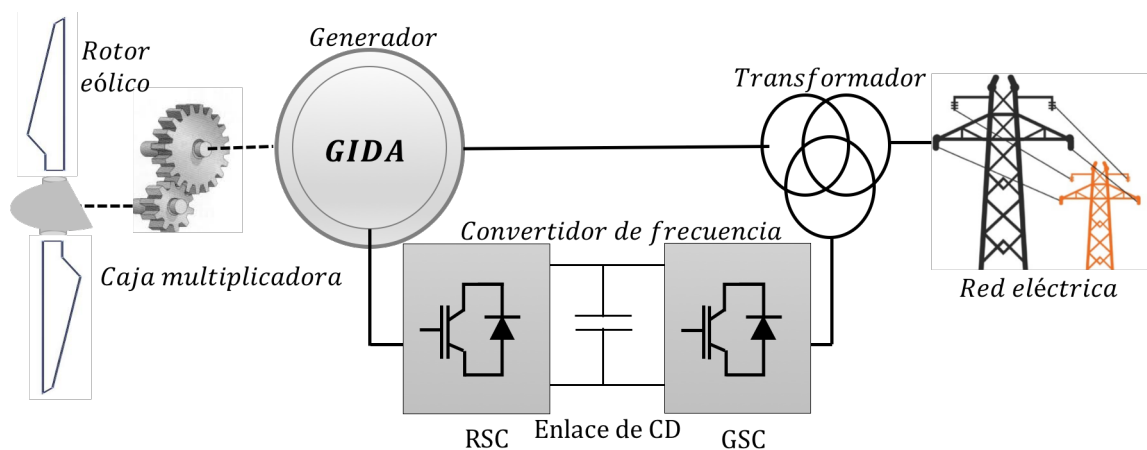 Rotor
eólico
Generador
GIDA
Transformador
Caja multiplicadora
Convertidor de frecuencia
Red eléctrica
RSC
Enlace de CD
GSC